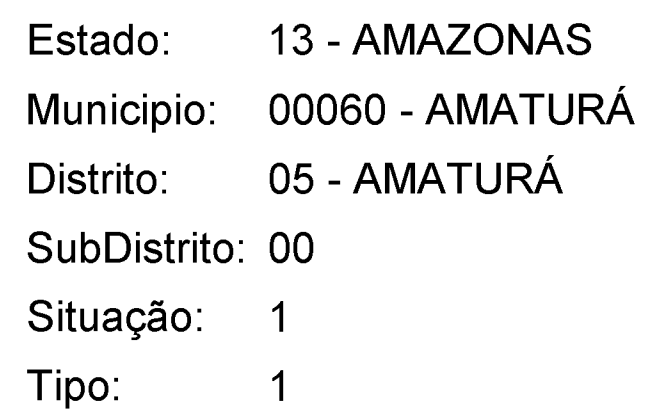 Estado: 13 - AMAZONAS
Municipio: 00060 - AMATURÁ
Distrito: 05 - AMATURÁ
SubDistrito: 00
Situação: 1
Tipo: 1